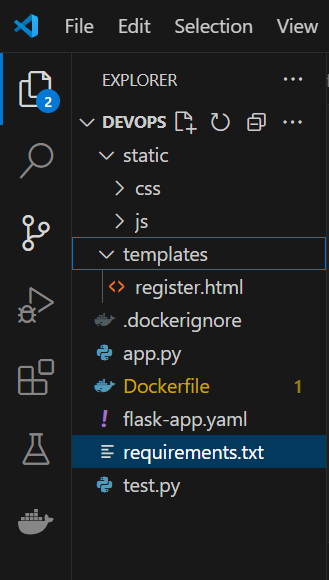 File Edit Selection View
EXPLORER
2
DEVOPS
static
css
js
templates
register.html
.dockerignore
app.py
Dockerfile 1
! flask-app.yaml
requirements.txt
test.py